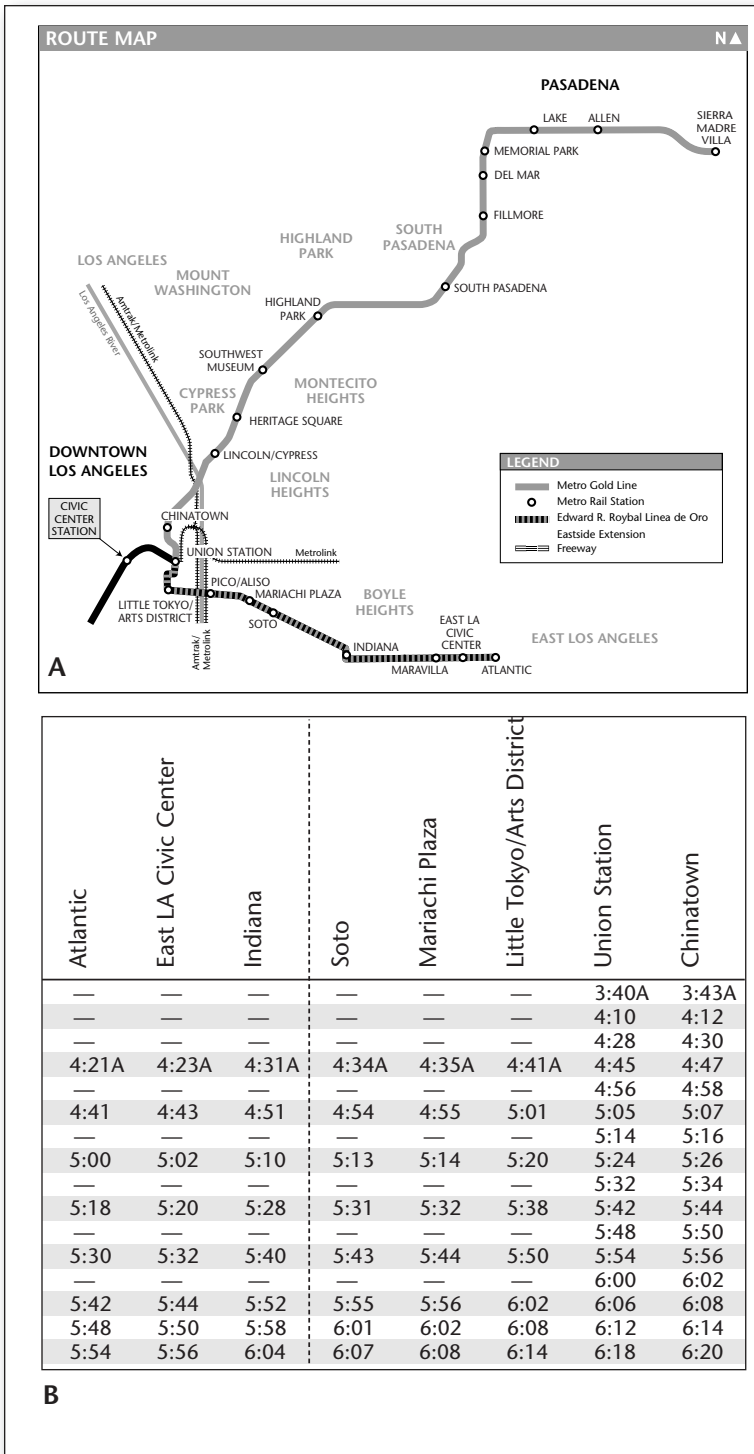 ROUTE MAP
N▲
PASADENA
LAKE
ALLEN
SIERRA
MADRE
VILLA
MEMORIAL PARK
DEL MAR
FILLMORE
HIGHLAND
PARK
SOUTH
PASADENA
LOS ANGELES
MOUNT
WASHINGTON
SOUTH PASADENA
Amtrak/Metrolink
Los Angeles River
HIGHLAND
PARK
SOUTHWEST
MUSEUM
MONTECITO
HEIGHTS
CYPRESS
PARK
HERITAGE SQUARE
DOWNTOWN
LOS ANGELES
LINCOLN/CYPRESS
LINCOLN
HEIGHTS
LEGEND
Metro Gold Line
Metro Rail Station
Edward R. Roybal Linea de Oro
Eastside Extension
Freeway
CIVIC
CENTER
STATION
CHINATOWN
UNION STATION
Metrolink
PICO/ALISO
MARIACHI PLAZA
LITTLE TOKYO/
ARTS DISTRICT
SOTO
BOYLE
HEIGHTS
EAST LA
CIVIC
CENTER
EAST LOS ANGELES
INDIANA
MARAVILLA
ATLANTIC
Amtrak/
Metrolink
A
Atlantic East LA Civic Center Indiana Soto Mariachi Plaza Little Tokyo/Arts District Union Station Chinatown
— — — — — — 3:40A 3:43A
— — — — — — 4:10 4:12
— — — — — — 4:28 4:30
4:21A 4:23A 4:31A 4:34A 4:35A 4:41A 4:45 4:47
— — — — — — 4:56 4:58
4:41 4:43 4:51 4:54 4:55 5:01 5:05 5:07
— — — — — — 5:14 5:16
5:00 5:02 5:10 5:13 5:14 5:20 5:24 5:26
— — — — — — 5:32 5:34
5:18 5:20 5:28 5:31 5:32 5:38 5:42 5:44
— — — — — — 5:48 5:50
5:30 5:32 5:40 5:43 5:44 5:50 5:54 5:56
— — — — — — 6:00 6:02
5:42 5:44 5:52 5:55 5:56 6:02 6:06 6:08
5:48 5:50 5:58 6:01 6:02 6:08 6:12 6:14
5:54 5:56 6:04 6:07 6:08 6:14 6:18 6:20
B